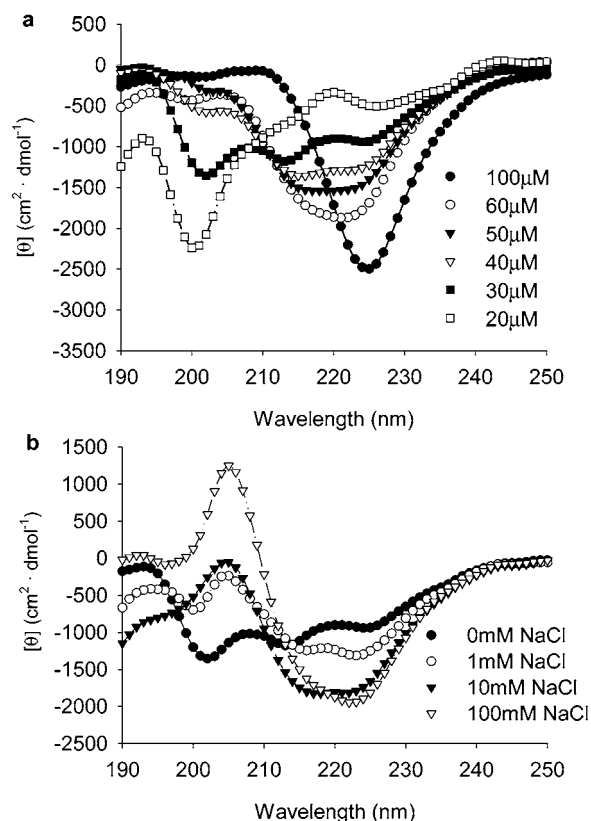 a
500
0
-500
-1000
-1500
-2000
-2500
-3000
-3500
[θ] (cm² · dmol⁻¹)
100µM
60µM
50µM
40µM
30µM
20µM
190 200 210 220 230 240 250
Wavelength (nm)
b
1500
1000
500
0
-500
-1000
-1500
-2000
-2500
[θ] (cm² · dmol⁻¹)
0mM NaCl
1mM NaCl
10mM NaCl
100mM NaCl
190 200 210 220 230 240 250
Wavelength (nm)